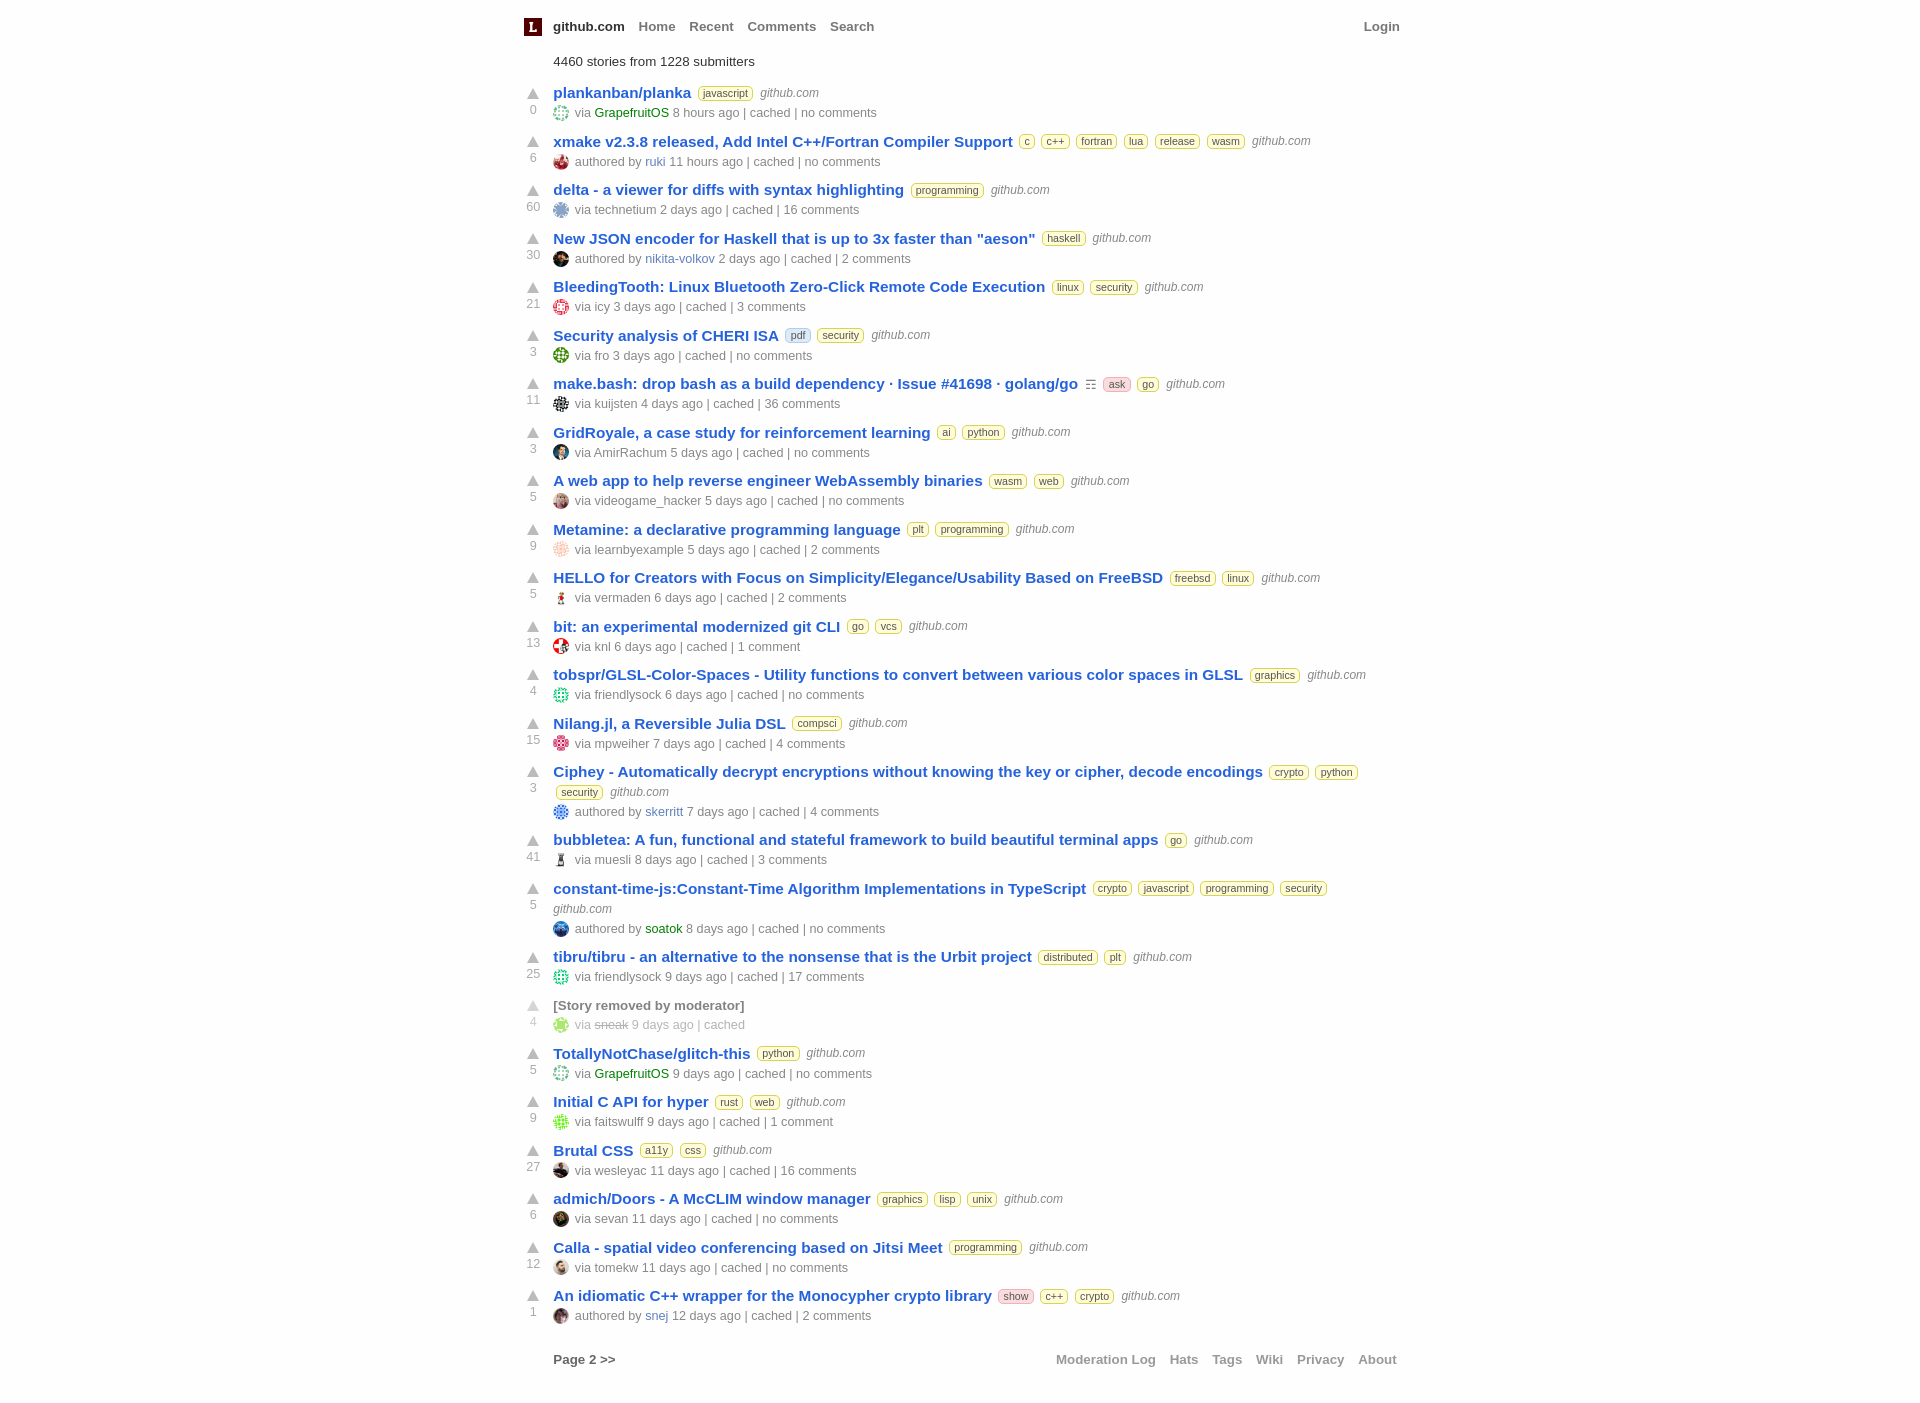 L github.com Home Recent Comments Search Login
4460 stories from 1228 submitters
plankanban/planka javascript github.com
0
via GrapefruitOS 8 hours ago | cached | no comments
xmake v2.3.8 released, Add Intel C++/Fortran Compiler Support c c++ fortran lua release wasm github.com
6
authored by ruki 11 hours ago | cached | no comments
delta - a viewer for diffs with syntax highlighting programming github.com
60
via technetium 2 days ago | cached | 16 comments
New JSON encoder for Haskell that is up to 3x faster than "aeson" haskell github.com
30
authored by nikita-volkov 2 days ago | cached | 2 comments
BleedingTooth: Linux Bluetooth Zero-Click Remote Code Execution linux security github.com
21
via icy 3 days ago | cached | 3 comments
Security analysis of CHERI ISA pdf security github.com
3
via fro 3 days ago | cached | no comments
make.bash: drop bash as a build dependency · Issue #41698 · golang/go ☶ ask go github.com
11
via kuijsten 4 days ago | cached | 36 comments
GridRoyale, a case study for reinforcement learning ai python github.com
3
via AmirRachum 5 days ago | cached | no comments
A web app to help reverse engineer WebAssembly binaries wasm web github.com
5
via videogame_hacker 5 days ago | cached | no comments
Metamine: a declarative programming language plt programming github.com
9
via learnbyexample 5 days ago | cached | 2 comments
HELLO for Creators with Focus on Simplicity/Elegance/Usability Based on FreeBSD freebsd linux github.com
5
via vermaden 6 days ago | cached | 2 comments
bit: an experimental modernized git CLI go vcs github.com
13
via knl 6 days ago | cached | 1 comment
tobspr/GLSL-Color-Spaces - Utility functions to convert between various color spaces in GLSL graphics github.com
4
via friendlysock 6 days ago | cached | no comments
Nilang.jl, a Reversible Julia DSL compsci github.com
15
via mpweiher 7 days ago | cached | 4 comments
Ciphey - Automatically decrypt encryptions without knowing the key or cipher, decode encodings crypto python
3
security github.com
authored by skerritt 7 days ago | cached | 4 comments
bubbletea: A fun, functional and stateful framework to build beautiful terminal apps go github.com
41
via muesli 8 days ago | cached | 3 comments
constant-time-js:Constant-Time Algorithm Implementations in TypeScript crypto javascript programming security
5
github.com
authored by soatok 8 days ago | cached | no comments
tibru/tibru - an alternative to the nonsense that is the Urbit project distributed plt github.com
25
via friendlysock 9 days ago | cached | 17 comments
[Story removed by moderator]
4
via sneak 9 days ago | cached
TotallyNotChase/glitch-this python github.com
5
via GrapefruitOS 9 days ago | cached | no comments
Initial C API for hyper rust web github.com
9
via faitswulff 9 days ago | cached | 1 comment
Brutal CSS a11y css github.com
27
via wesleyac 11 days ago | cached | 16 comments
admich/Doors - A McCLIM window manager graphics lisp unix github.com
6
via sevan 11 days ago | cached | no comments
Calla - spatial video conferencing based on Jitsi Meet programming github.com
12
via tomekw 11 days ago | cached | no comments
An idiomatic C++ wrapper for the Monocypher crypto library show c++ crypto github.com
1
authored by snej 12 days ago | cached | 2 comments
Page 2 >> Moderation Log Hats Tags Wiki Privacy About